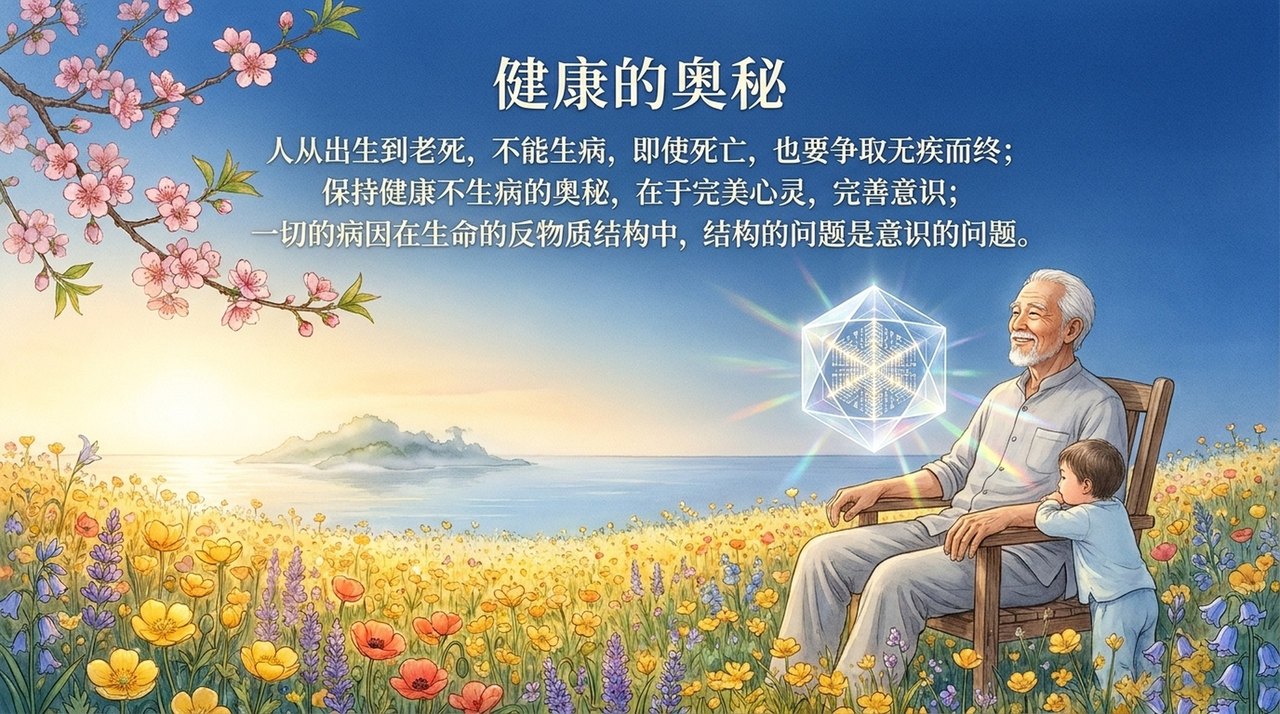 健康的奥秘
人从出生到老死，不能生病，即使死亡，也要争取无疾而终；
保持健康不生病的奥秘，在于完美心灵，完善意识；
一切的病因在生命的反物质结构中，结构的问题是意识的问题。